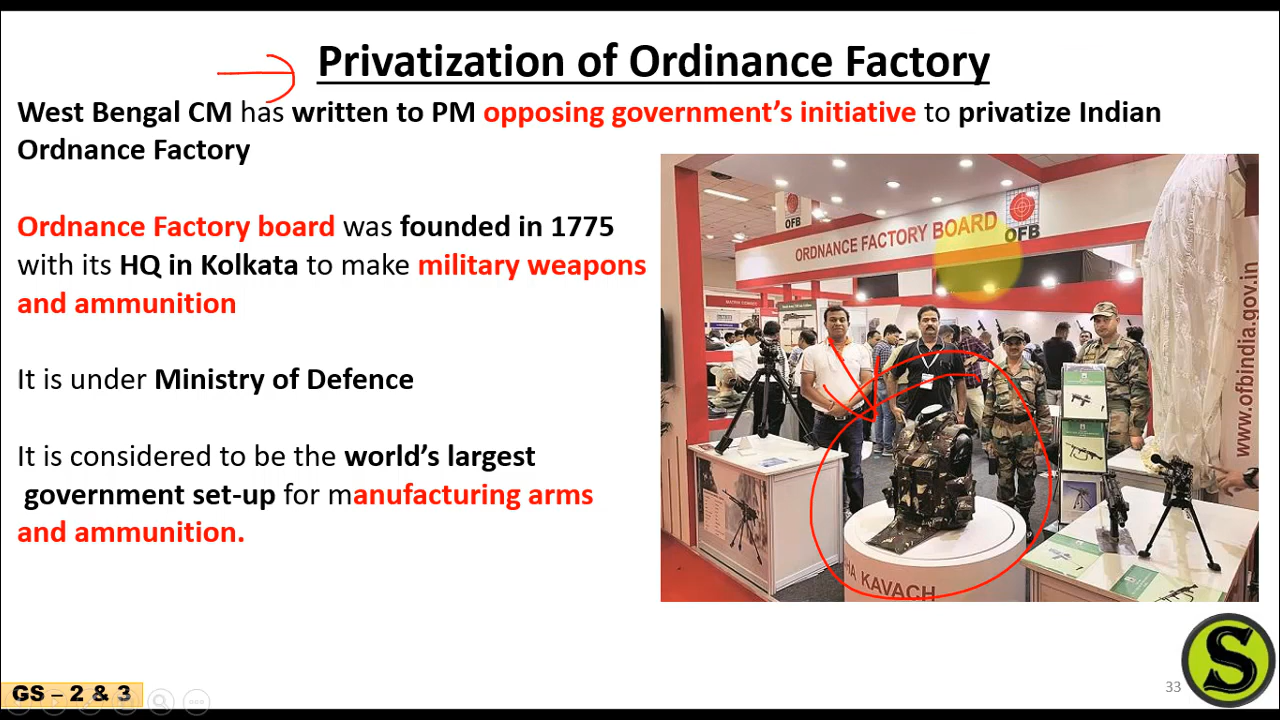 Privatization of Ordinance Factory
West Bengal CM has written to PM opposing government's initiative to privatize Indian
Ordnance Factory
Ordnance Factory board was founded in 1775
with its HQ in Kolkata to make military weapons
and ammunition
It is under Ministry of Defence
It is considered to be the world's largest
government set-up for manufacturing arms
and ammunition.
OFB
ORDNANCE FACTORY BOARD
OFB
www.ofbindia.gov.in
KAVACH
S
33
GS – 2 & 3